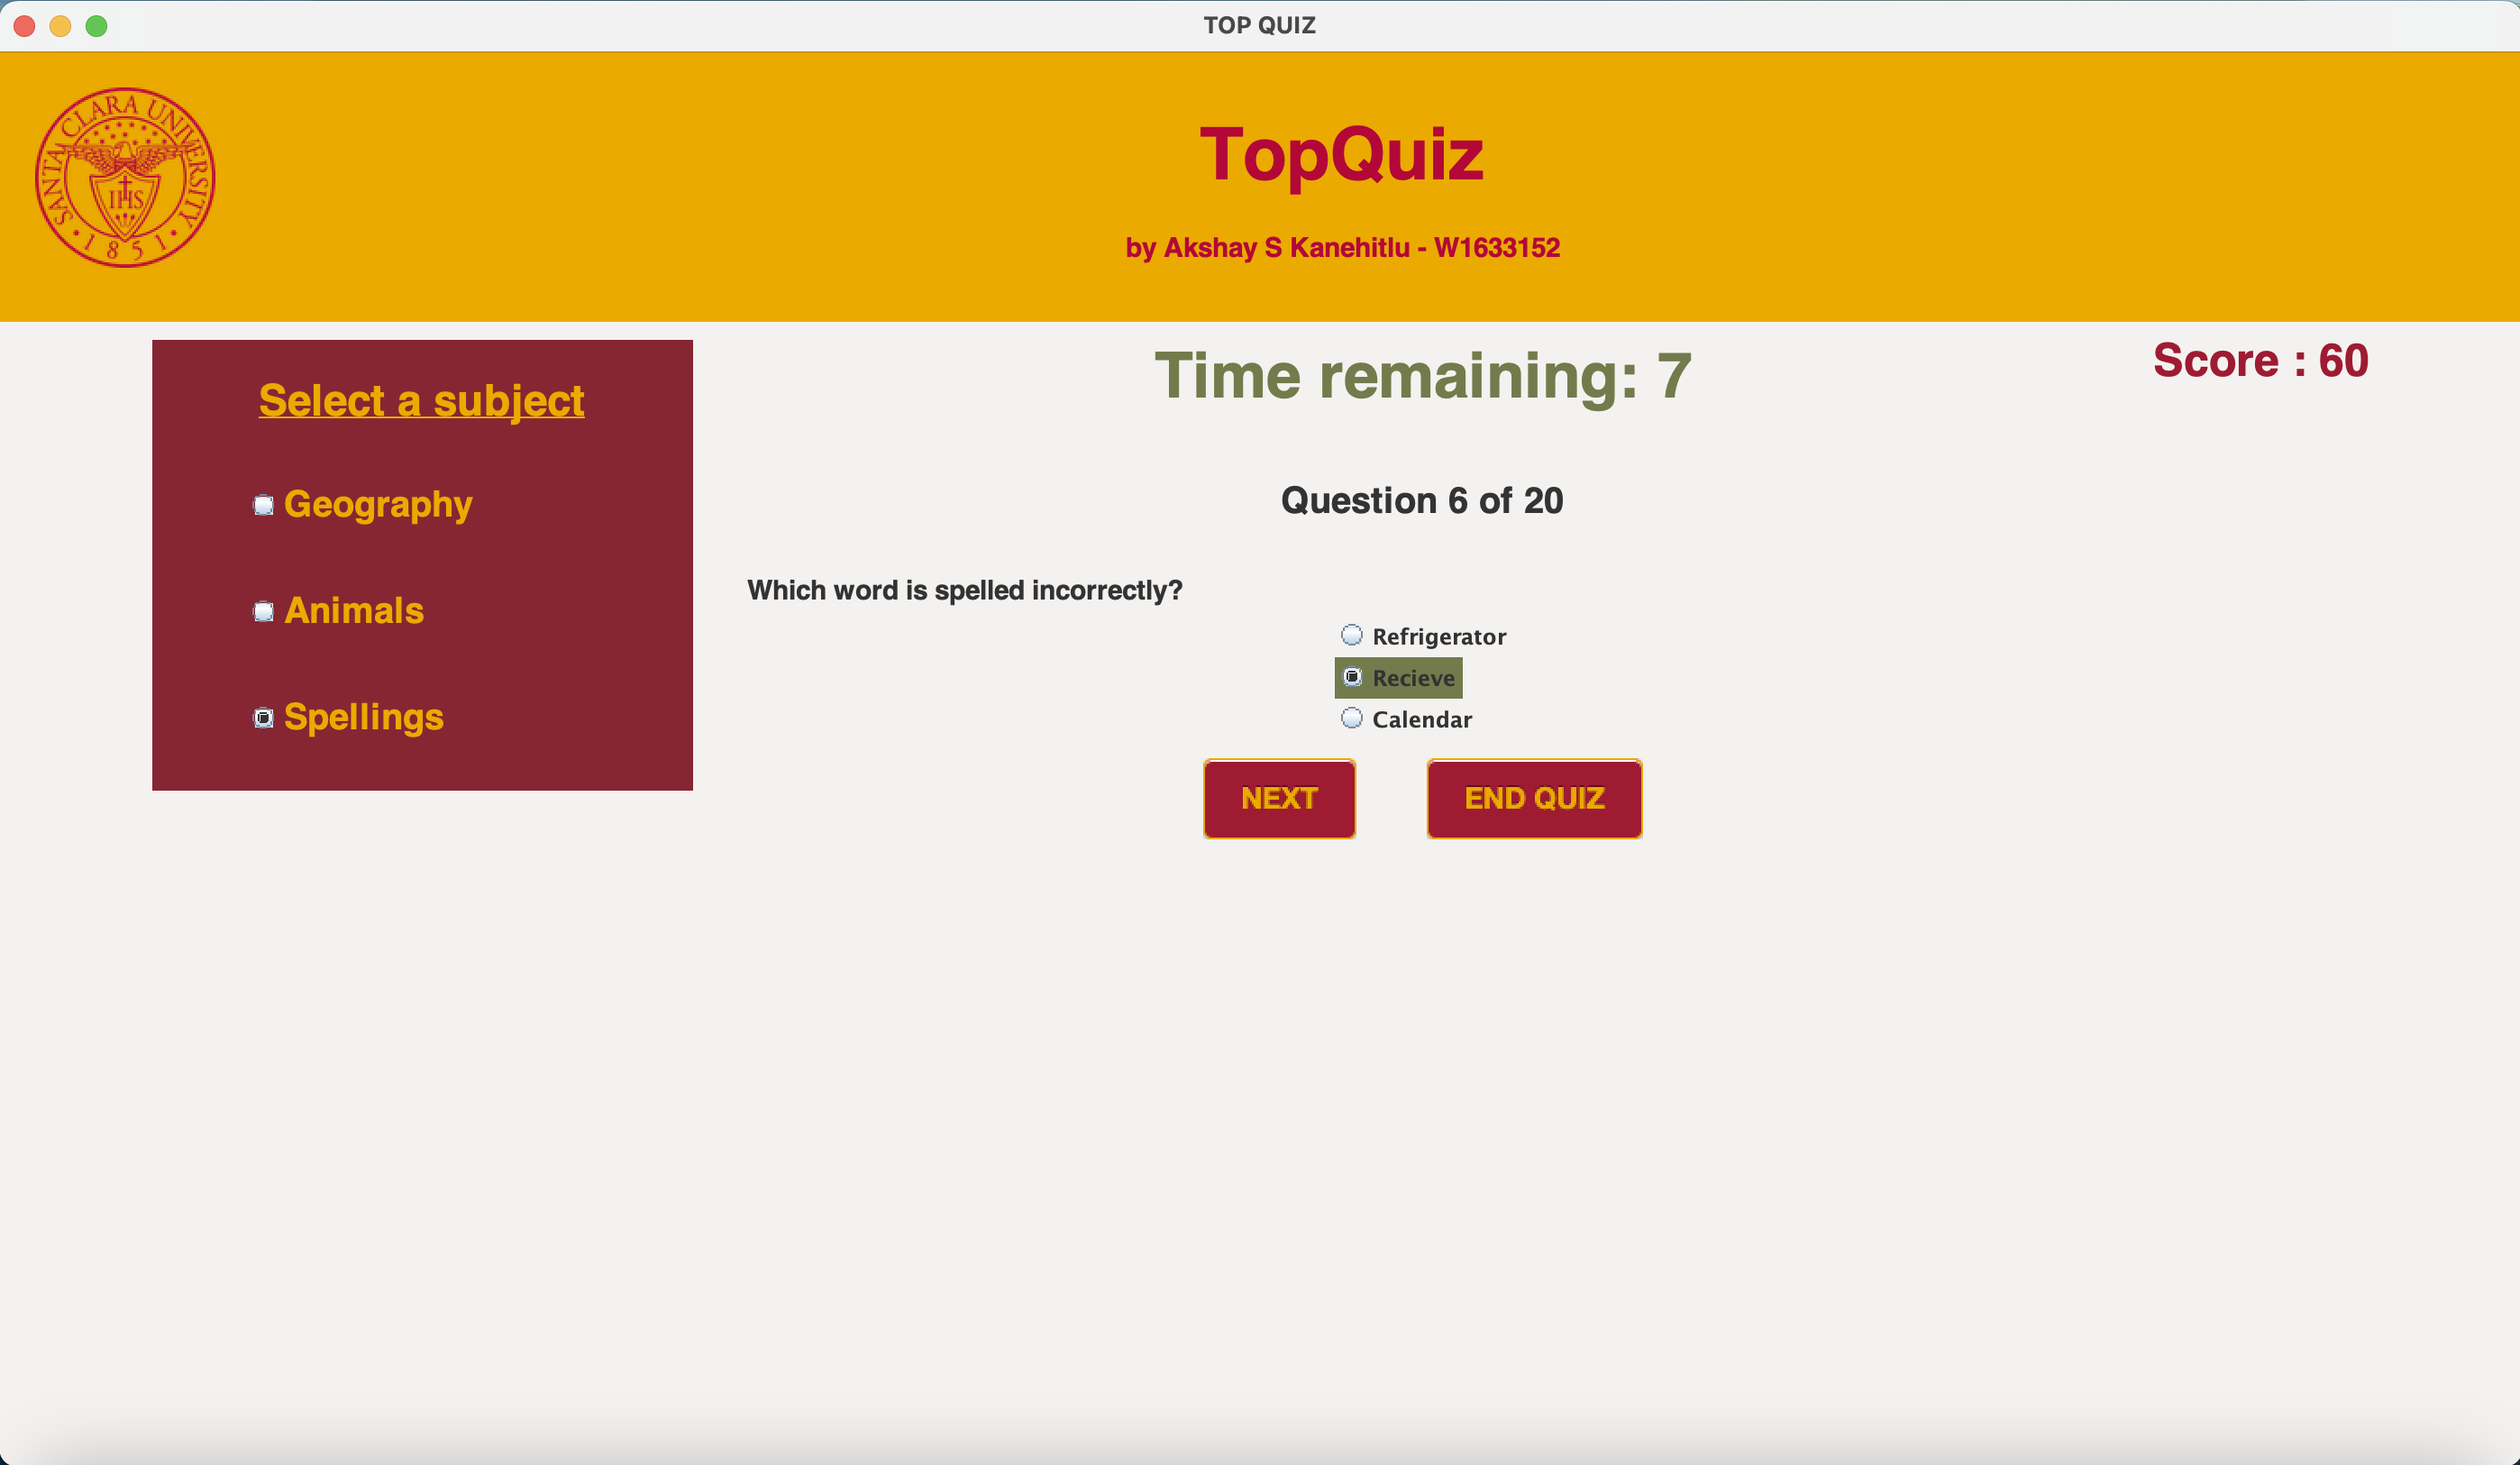 TOP QUIZ
SANTA CLARA UNIVERSITY
IHS
• 1851 •
TopQuiz
by Akshay S Kanehitlu - W1633152
Select a subject
Geography
Animals
Spellings
Time remaining: 7
Score : 60
Question 6 of 20
Which word is spelled incorrectly?
Refrigerator
Recieve
Calendar
NEXT
END QUIZ